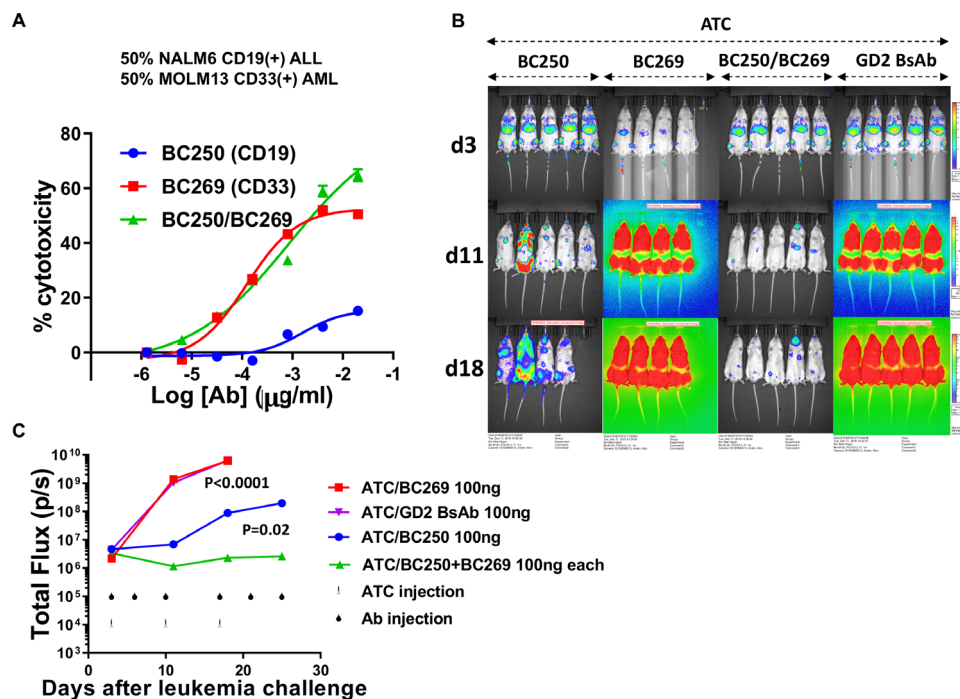 A
50% NALM6 CD19(+) ALL
50% MOLM13 CD33(+) AML
% cytotoxicity
80
60
40
20
0
BC250 (CD19)
BC269 (CD33)
BC250/BC269
-6 -5 -4 -3 -2 -1
Log [Ab] (μg/ml)
B
ATC
BC250 BC269 BC250/BC269 GD2 BsAb
d3
d11
d18
C
Total Flux (p/s)
10^10
10^9
10^8
10^7
10^6
10^5
10^4
10^3
P<0.0001
P=0.02
0 10 20 30
Days after leukemia challenge
ATC/BC269 100ng
ATC/GD2 BsAb 100ng
ATC/BC250 100ng
ATC/BC250+BC269 100ng each
ATC injection
Ab injection